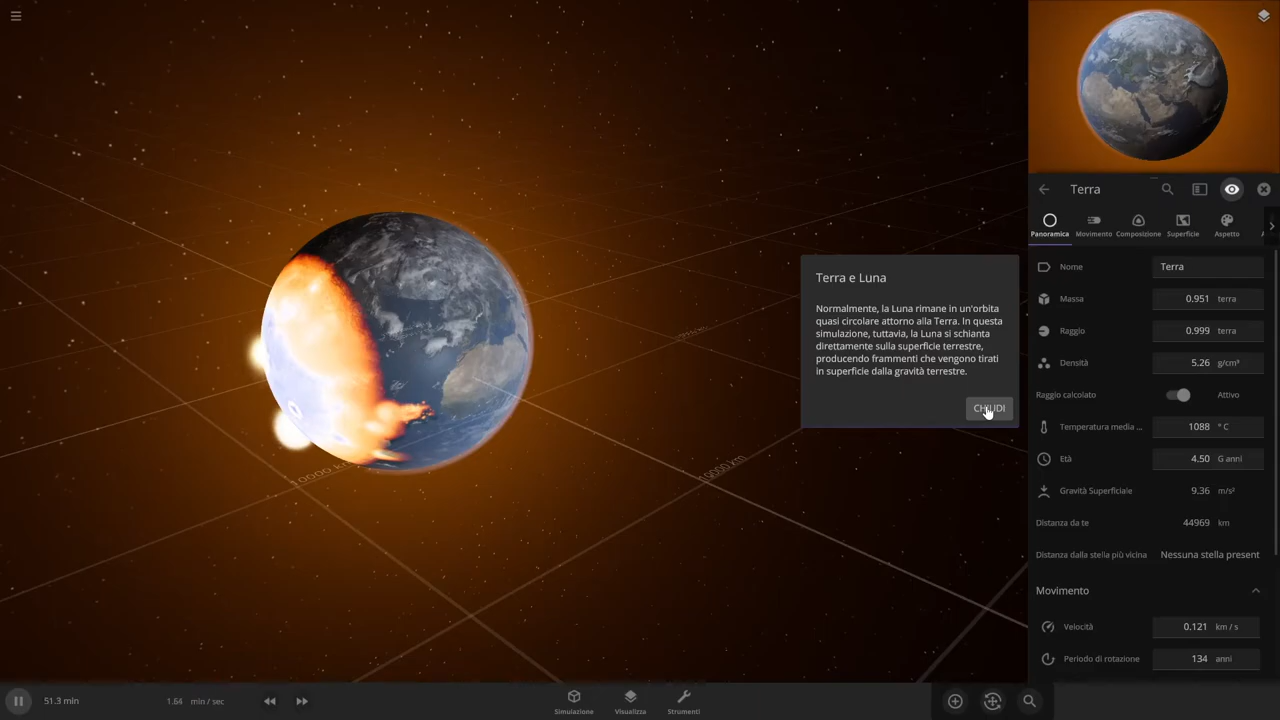 Terra
Panoramica Movimento Composizione Superficie Aspetto
Nome Terra
Massa 0.951 terra
Raggio 0.999 terra
Densità 5.26 g/cm³
Raggio calcolato Attivo
Temperatura media ... 1088 ° C
Età 4.50 G anni
Gravità Superficiale 9.36 m/s²
Distanza da te 44969 km
Distanza dalla stella più vicina Nessuna stella present
Movimento
Velocità 0.121 km / s
Periodo di rotazione 134 anni
Terra e Luna
Normalmente, la Luna rimane in un'orbita
quasi circolare attorno alla Terra. In questa
simulazione, tuttavia, la Luna si schianta
direttamente sulla superficie terrestre,
producendo frammenti che vengono tirati
in superficie dalla gravità terrestre.
CHIUDI
10000 km
10000 km
51.3 min 1.64 min / sec
Simulazione Visualizza Strumenti